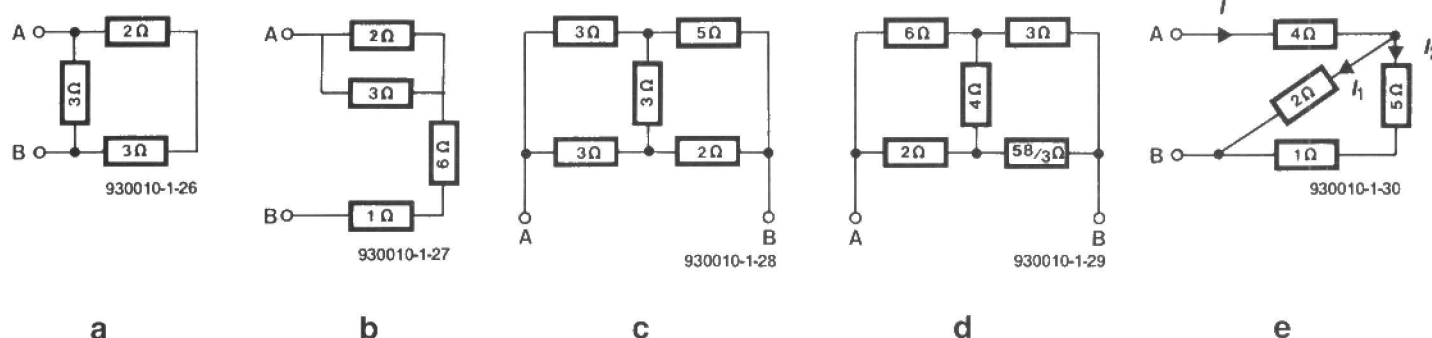 A 2Ω
3Ω
B 3Ω
930010-1-26
A 2Ω
3Ω
6Ω
B 1Ω
930010-1-27
3Ω 5Ω
3Ω
3Ω 2Ω
A B
930010-1-28
6Ω 3Ω
4Ω
2Ω 58/3Ω
A B
930010-1-29
I
A 4Ω
2Ω I1 5Ω
B 1Ω
930010-1-30
a b c d e